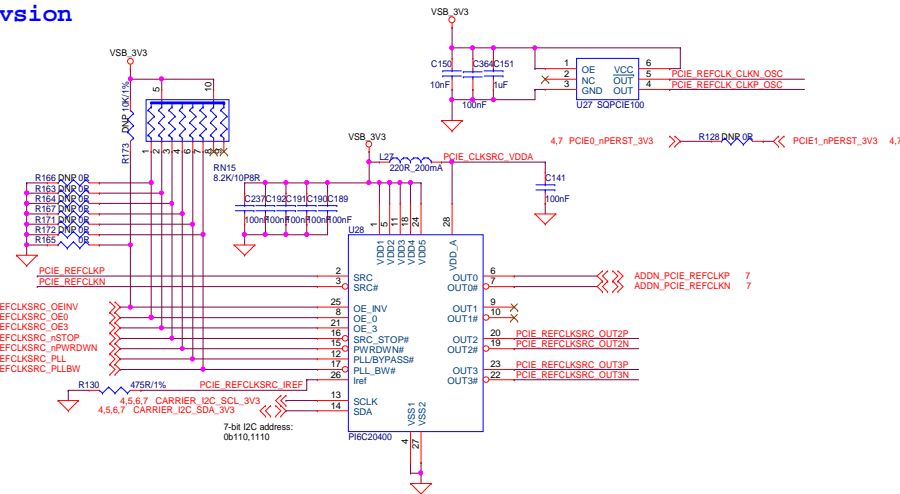 vsion
VSB_3V3
VSB_3V3
C150
10nF
C364
100nF
C151
1uF
1 OE VCC 6
2 NC OUT 5 PCIE_REFCLK_CLKN_OSC
3 GND OUT 4 PCIE_REFCLK_CLKP_OSC
U27 SQPCIE100
DNP 10K/1%
R173
5 10
1 2 3 4 6 7 8 9
RN15
8.2K/10P8R
4,7 PCIE0_nPERST_3V3
R128 DNP 0R
PCIE1_nPERST_3V3 4,7
VSB_3V3
L27
220R_200mA
PCIE_CLKSRC_VDDA
C141
100nF
R166 DNP 0R
R163 DNP 0R
R164 DNP 0R
R167 DNP 0R
R171 DNP 0R
R172 DNP 0R
R165 0R
C237 C192 C191 C190 C189
100nF 100nF 100nF 100nF 100nF
U28
1 5 11 18 24 28
VDD1 VDD2 VDD3 VDD4 VDD5 VDD_A
PCIE_REFCLKP 2 SRC
PCIE_REFCLKN 3 SRC#
EFCLKSRC_OEINV 25 OE_INV
EFCLKSRC_OE0 8 OE_0
EFCLKSRC_OE3 21 OE_3
EFCLKSRC_nSTOP 16 SRC_STOP#
EFCLKSRC_nPWRDWN 15 PWRDWN#
EFCLKSRC_PLL 12 PLL/BYPASS#
EFCLKSRC_PLLBW 17 PLL_BW#
R130 475R/1% PCIE_REFCLKSRC_IREF 26 Iref
4,5,6,7 CARRIER_I2C_SCL_3V3 13 SCLK
4,5,6,7 CARRIER_I2C_SDA_3V3 14 SDA
OUT0 6 ADDN_PCIE_REFCLKP 7
OUT0# 7 ADDN_PCIE_REFCLKN 7
OUT1 9
OUT1# 10
OUT2 20 PCIE_REFCLKSRC_OUT2P
OUT2# 19 PCIE_REFCLKSRC_OUT2N
OUT3 23 PCIE_REFCLKSRC_OUT3P
OUT3# 22 PCIE_REFCLKSRC_OUT3N
VSS1 VSS2
4 27
7-bit I2C address:
0b110,1110
PI6C20400